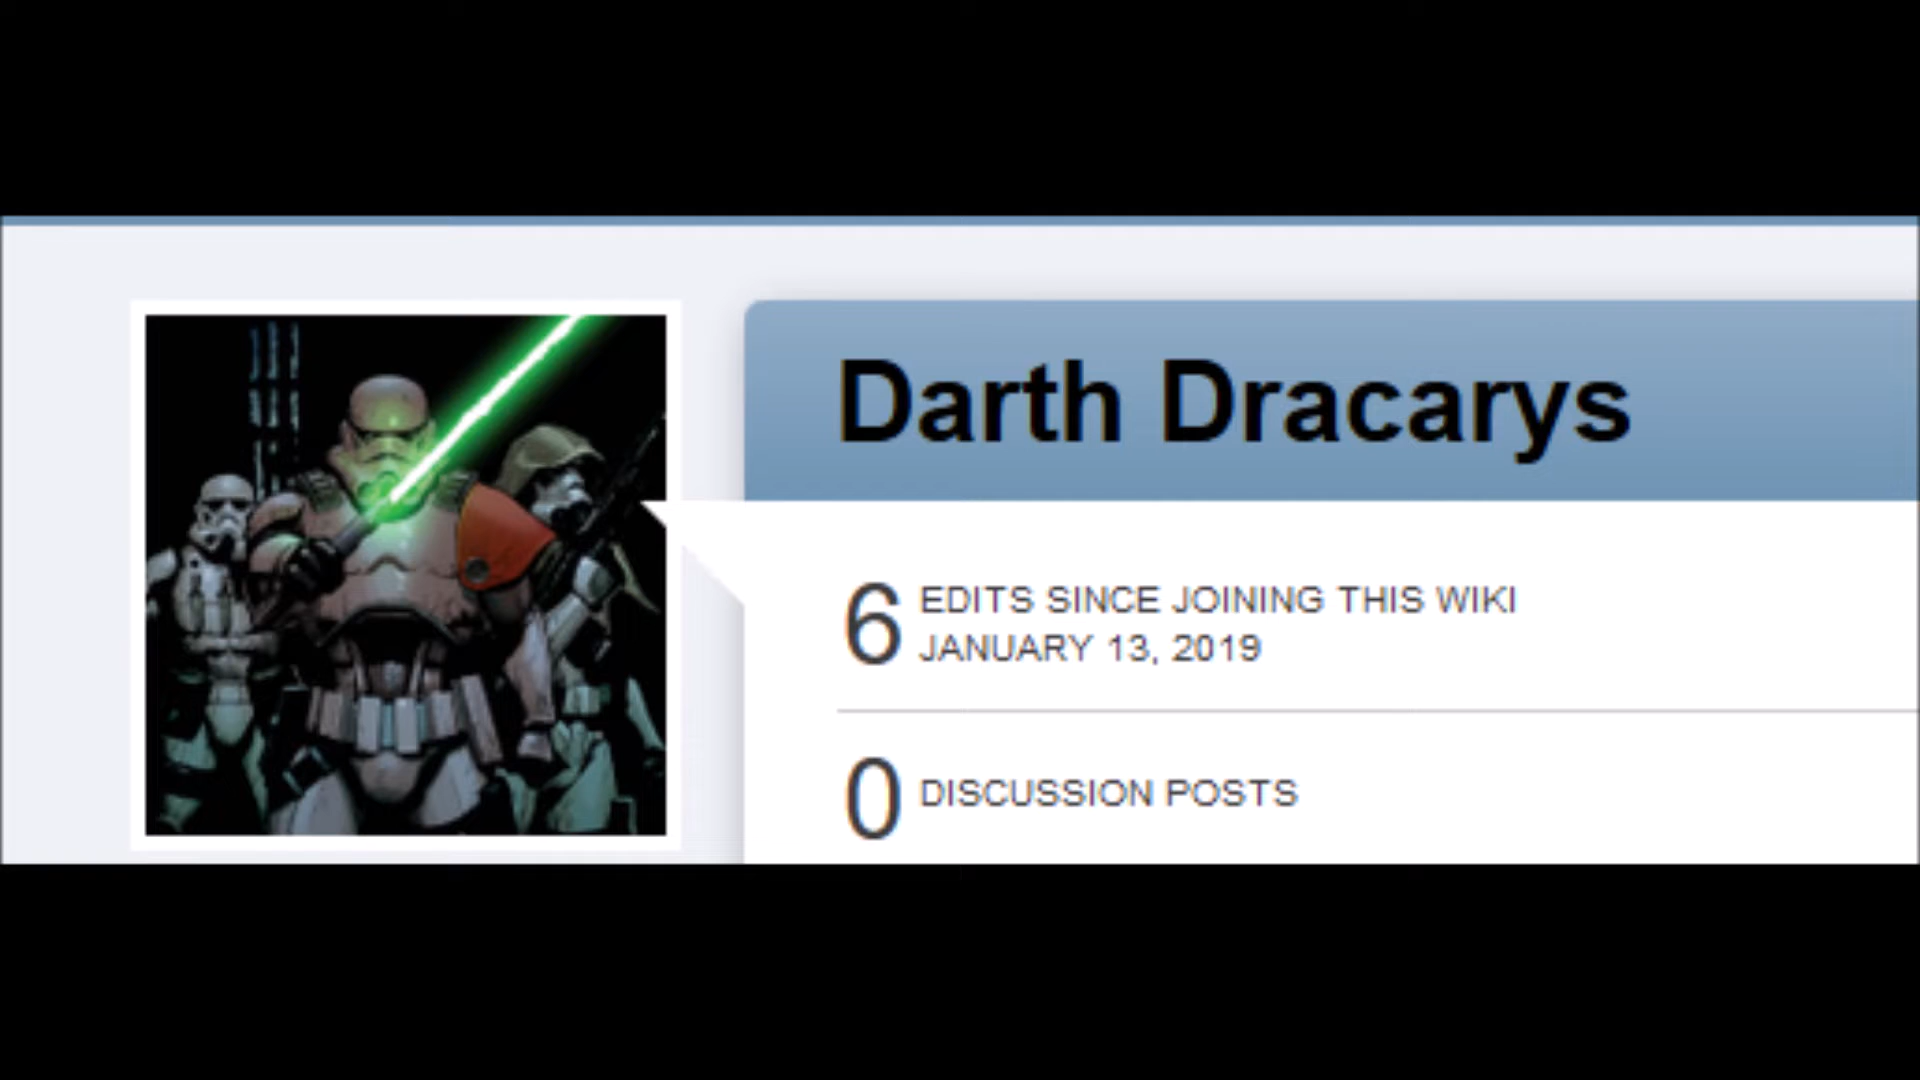 Darth Dracarys
6 EDITS SINCE JOINING THIS WIKI
JANUARY 13, 2019
0 DISCUSSION POSTS